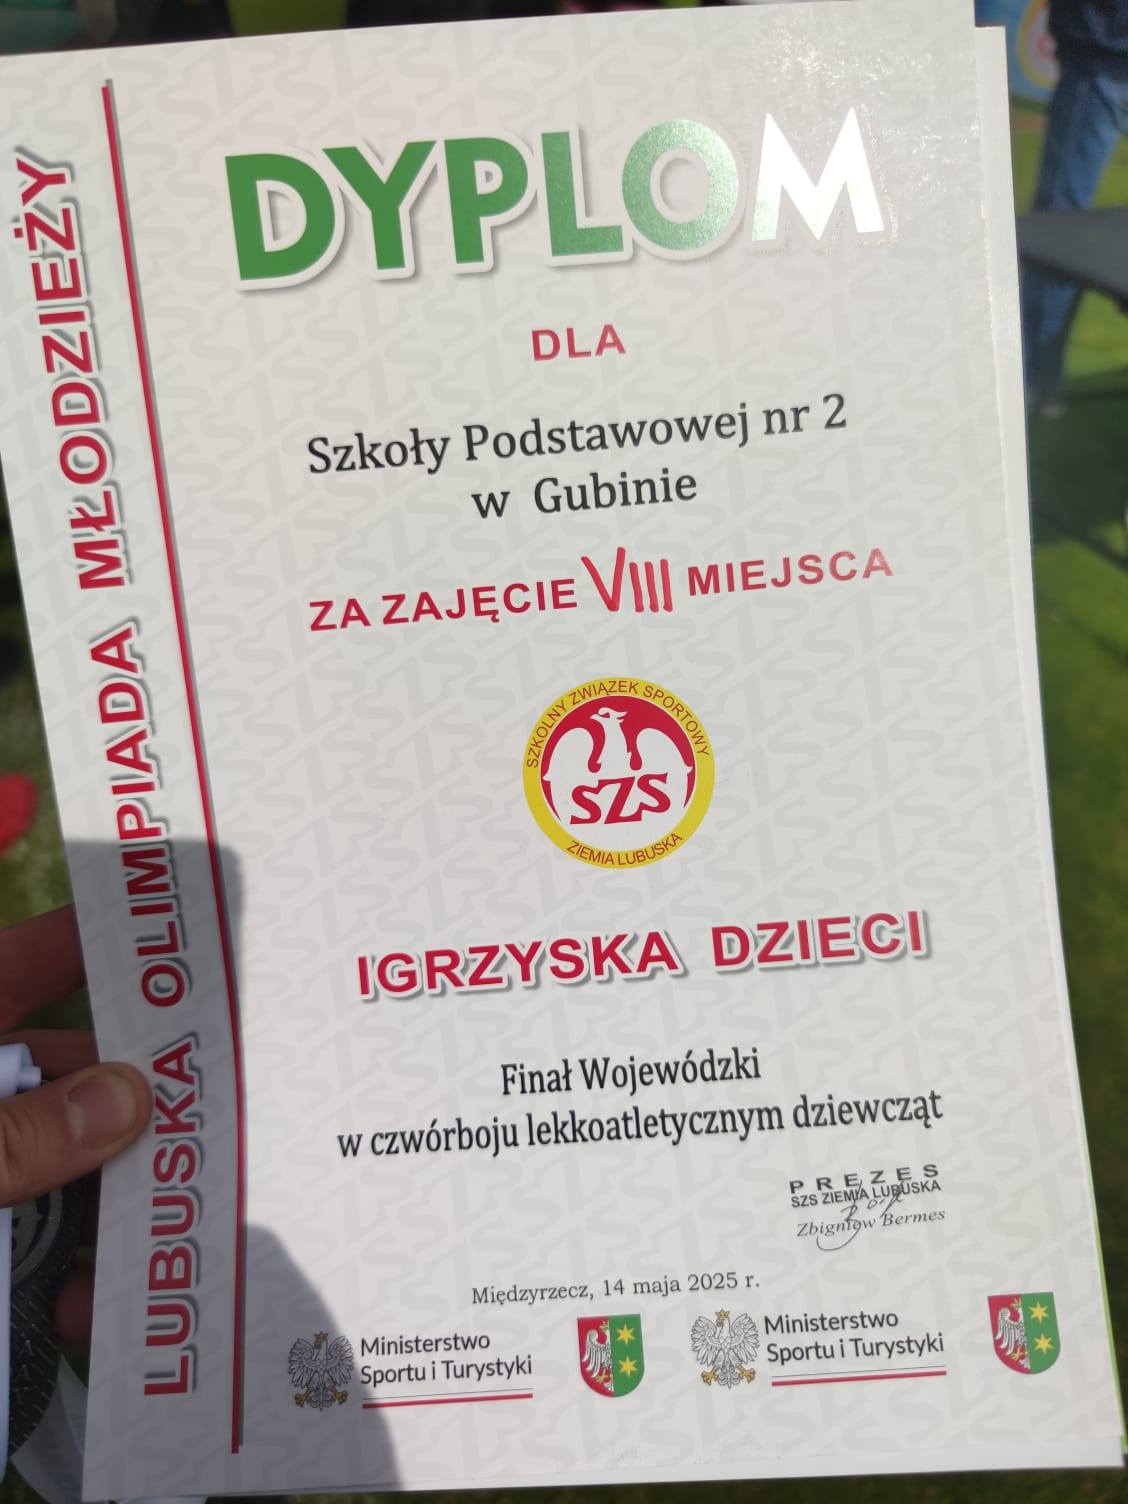 LUBUSKA OLIMPIADA MŁODZIEŻY
DYPLOM
DLA
Szkoły Podstawowej nr 2
w Gubinie
ZA ZAJĘCIE VIII MIEJSCA
SZKOLNY ZWIĄZEK SPORTOWY
SZS
ZIEMIA LUBUSKA
IGRZYSKA DZIECI
Finał Wojewódzki
w czwórboju lekkoatletycznym dziewcząt
PREZES
SZS ZIEMIA LUBUSKA
Zbigniew Bermes
Międzyrzecz, 14 maja 2025 r.
Ministerstwo
Sportu i Turystyki
Ministerstwo
Sportu i Turystyki